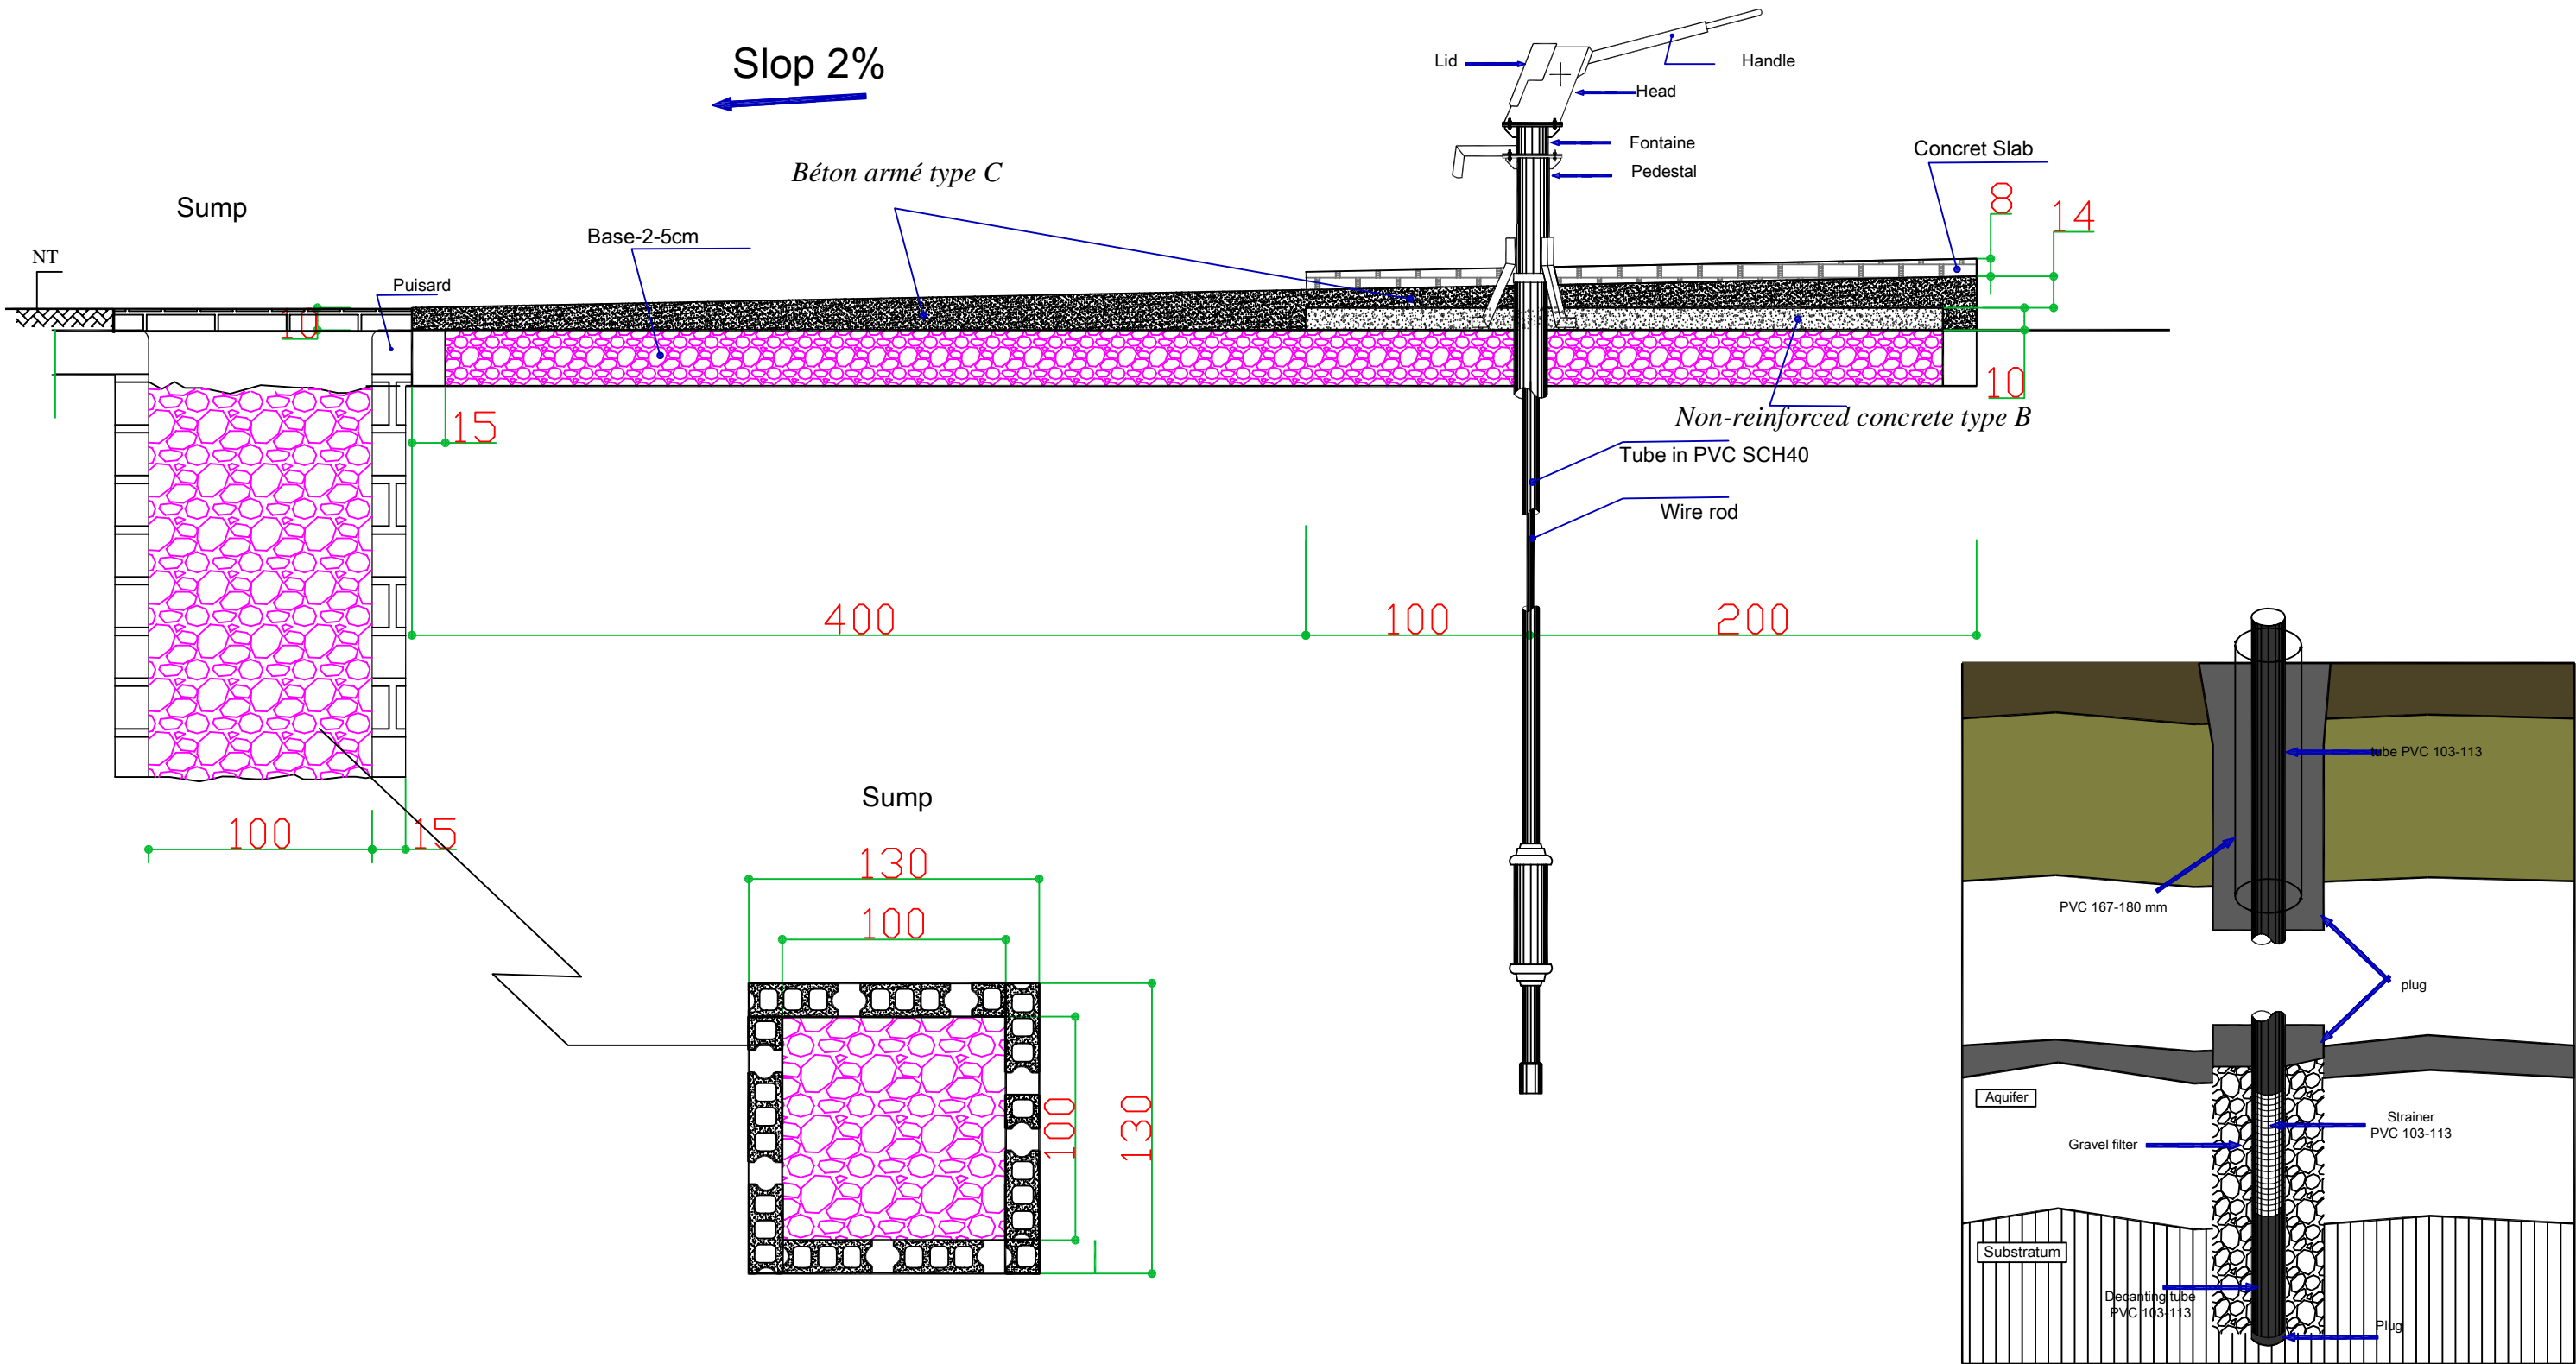 Slop 2%
Lid
Handle
Head
Fontaine
Pedestal
Concret Slab
Béton armé type C
Sump
8
14
Base-2-5cm
NT
Puisard
10
10
15
Non-reinforced concrete type B
Tube in PVC SCH40
Wire rod
400
100
200
100
15
Sump
130
100
100
130
tube PVC 103-113
PVC 167-180 mm
plug
Aquifer
Strainer
PVC 103-113
Gravel filter
Substratum
Decanting tube
PVC 103-113
Plug